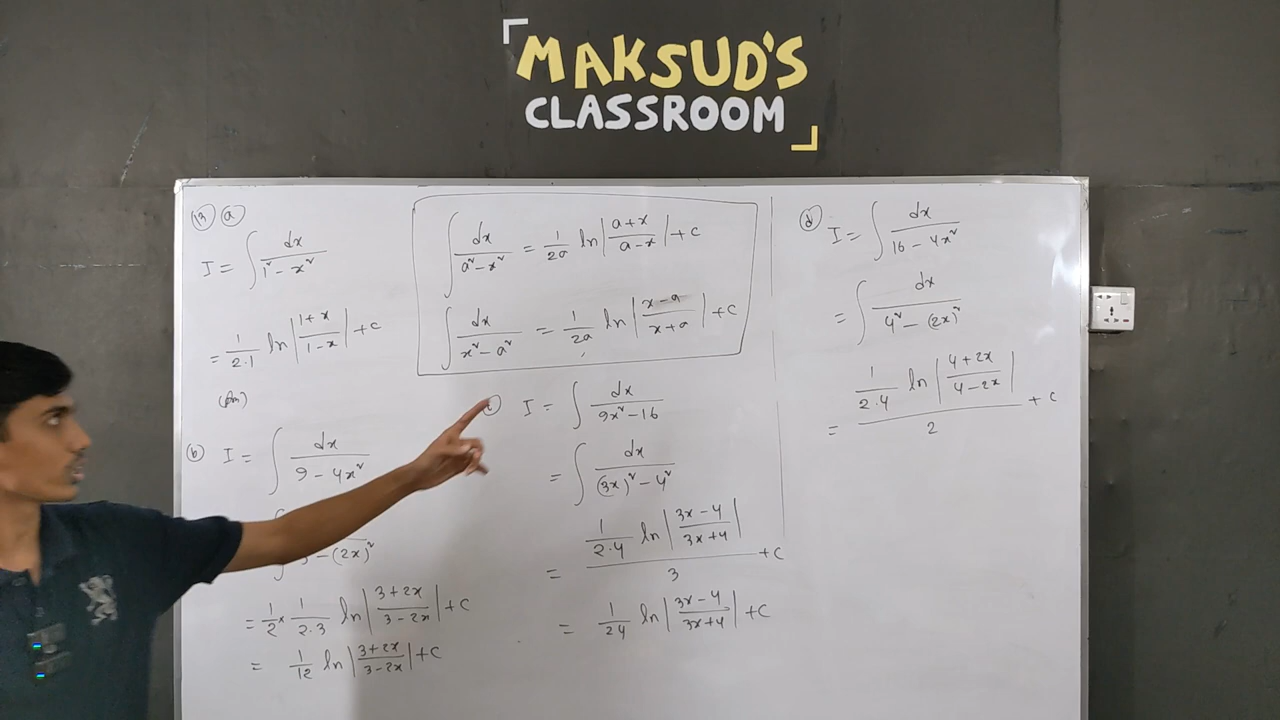 MAKSUD'S
CLASSROOM
13 a
I = ∫ dx / 1² - x²
= 1/2.1 ln |1+x / 1-x| + c
b I = ∫ dx / 9 - 4x²
- (2x)²
= 1/2 × 1/2.3 ln |3+2x / 3-2x| + c
= 1/12 ln |3+2x / 3-2x| + c
∫ dx / a² - x² = 1/2a ln |a+x / a-x| + c
∫ dx / x² - a² = 1/2a ln |x-a / x+a| + c
I = ∫ dx / 9x² - 16
= ∫ dx / (3x)² - 4²
= 1/2.4 ln |3x-4 / 3x+4| / 3 + c
= 1/24 ln |3x-4 / 3x+4| + c
d I = ∫ dx / 16 - 4x²
= ∫ dx / 4² - (2x)²
= 1/2.4 ln |4+2x / 4-2x| / 2 + c